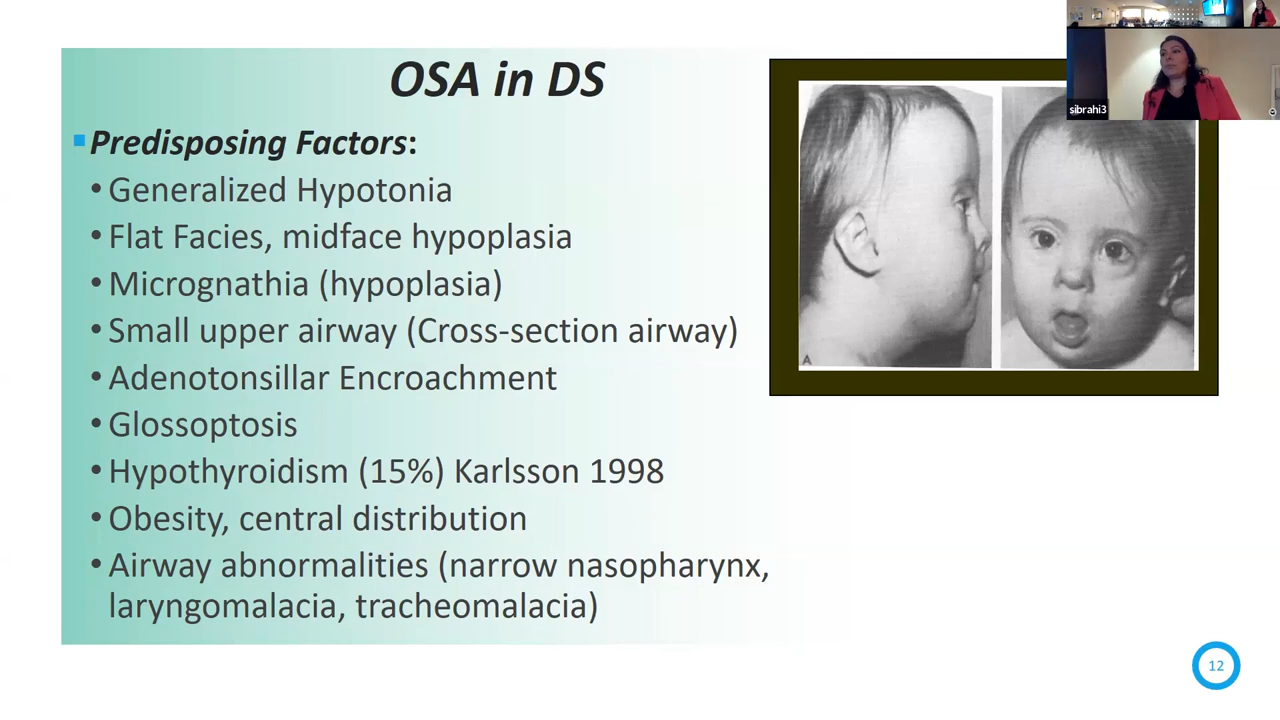 OSA in DS
▪Predisposing Factors:
• Generalized Hypotonia
• Flat Facies, midface hypoplasia
• Micrognathia (hypoplasia)
• Small upper airway (Cross-section airway)
• Adenotonsillar Encroachment
• Glossoptosis
• Hypothyroidism (15%) Karlsson 1998
• Obesity, central distribution
• Airway abnormalities (narrow nasopharynx,
laryngomalacia, tracheomalacia)
A
sibrahi3
12